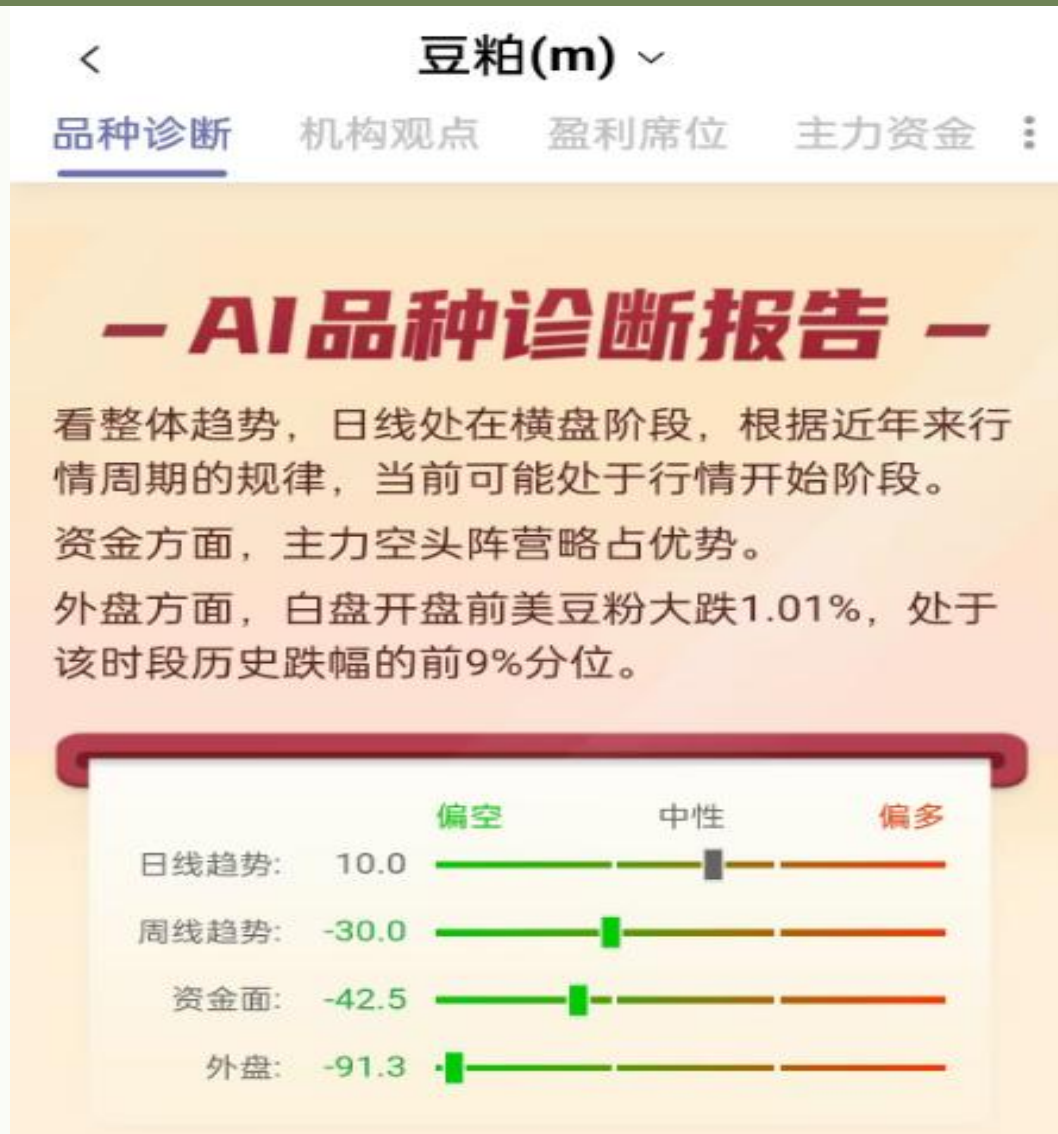 豆粕(m)
品种诊断 机构观点 盈利席位 主力资金
— AI品种诊断报告 —
看整体趋势，日线处在横盘阶段，根据近年来行
情周期的规律，当前可能处于行情开始阶段。
资金方面，主力空头阵营略占优势。
外盘方面，白盘开盘前美豆粉大跌1.01%，处于
该时段历史跌幅的前9%分位。
偏空 中性 偏多
日线趋势: 10.0
周线趋势: -30.0
资金面: -42.5
外盘: -91.3